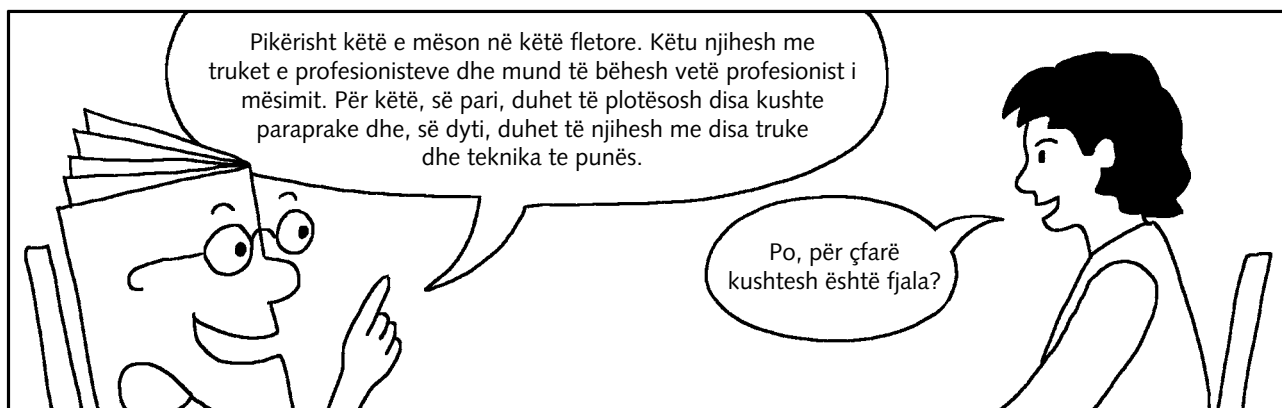 Pikërisht këtë e mëson në këtë fletore. Këtu njihesh me
truket e profesionisteve dhe mund të bëhesh vetë profesionist i
mësimit. Për këtë, së pari, duhet të plotësosh disa kushte
paraprake dhe, së dyti, duhet të njihesh me disa truke
dhe teknika te punës.
Po, për çfarë
kushtesh është fjala?